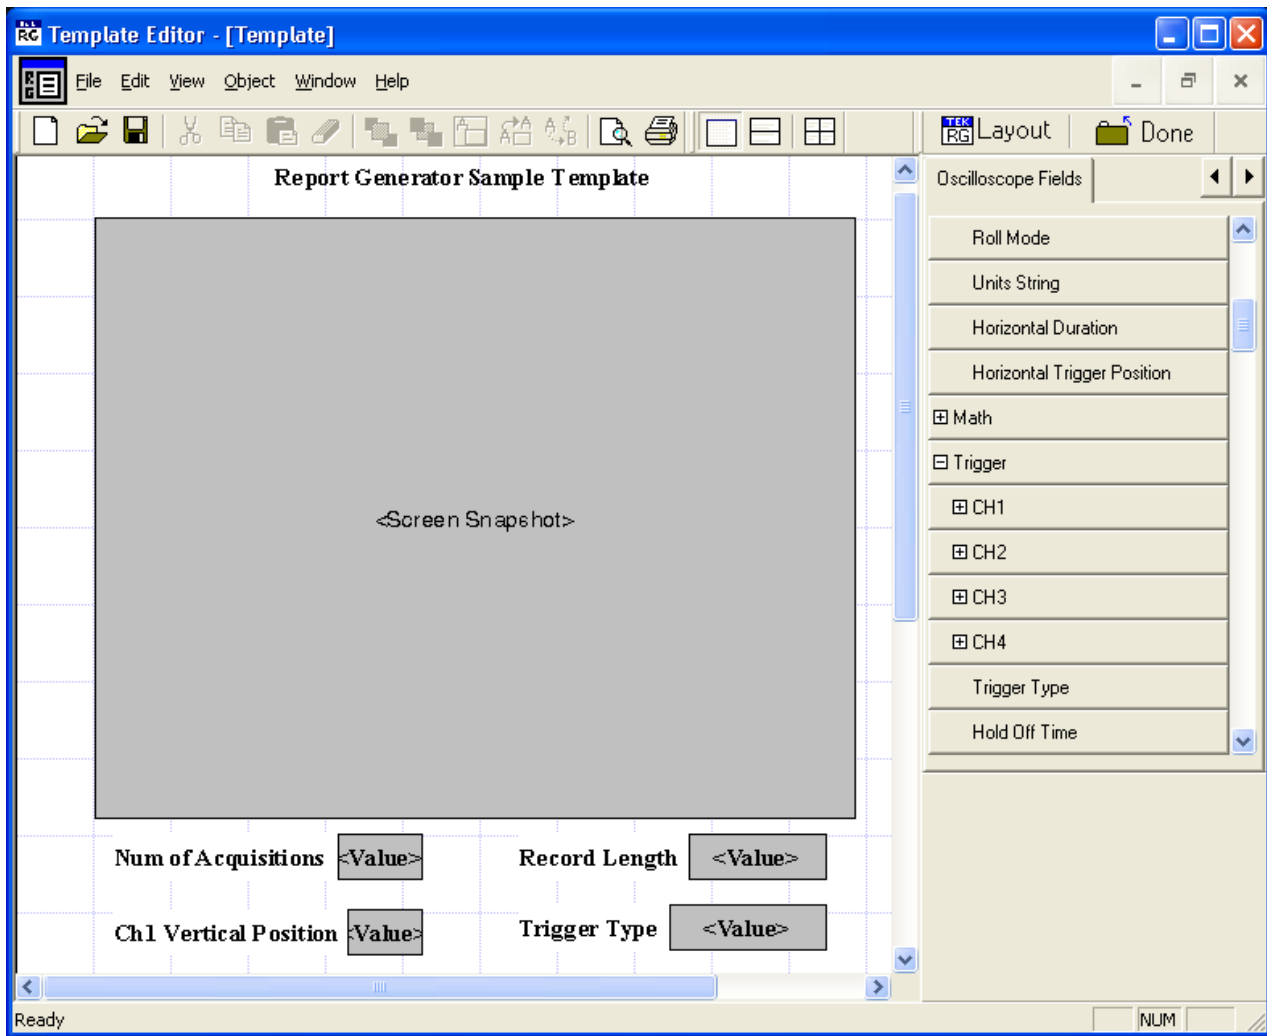 Template Editor - [Template]
File Edit View Object Window Help
TEK RG Layout Done
Report Generator Sample Template
Oscilloscope Fields
Roll Mode
Units String
Horizontal Duration
Horizontal Trigger Position
Math
Trigger
CH1
CH2
CH3
CH4
Trigger Type
Hold Off Time
<Screen Snapshot>
Num of Acquisitions <Value> Record Length <Value>
Ch1 Vertical Position <Value> Trigger Type <Value>
Ready NUM